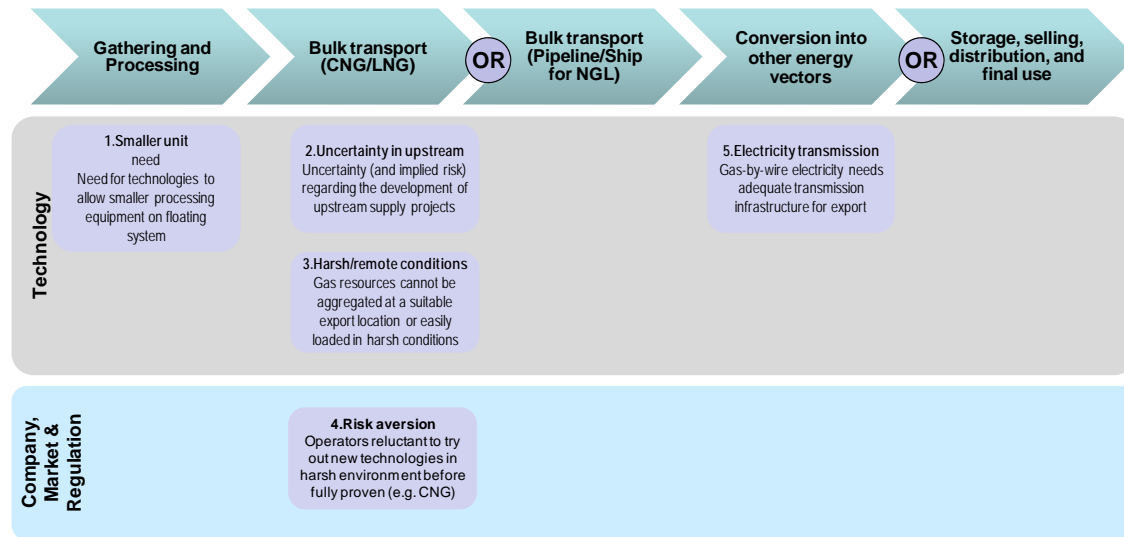 Gathering and
Processing
Bulk transport
(CNG/LNG)
OR
Bulk transport
(Pipeline/Ship
for NGL)
Conversion into
other energy
vectors
OR
Storage, selling,
distribution, and
final use
Technology
1.Smaller unit
need
Need for technologies to
allow smaller processing
equipment on floating
system
2.Uncertainty in upstream
Uncertainty (and implied risk)
regarding the development of
upstream supply projects
3.Harsh/remote conditions
Gas resources cannot be
aggregated at a suitable
export location or easily
loaded in harsh conditions
5.Electricity transmission
Gas-by-wire electricity needs
adequate transmission
infrastructure for export
Company,
Market &
Regulation
4.Risk aversion
Operators reluctant to try
out new technologies in
harsh environment before
fully proven (e.g. CNG)